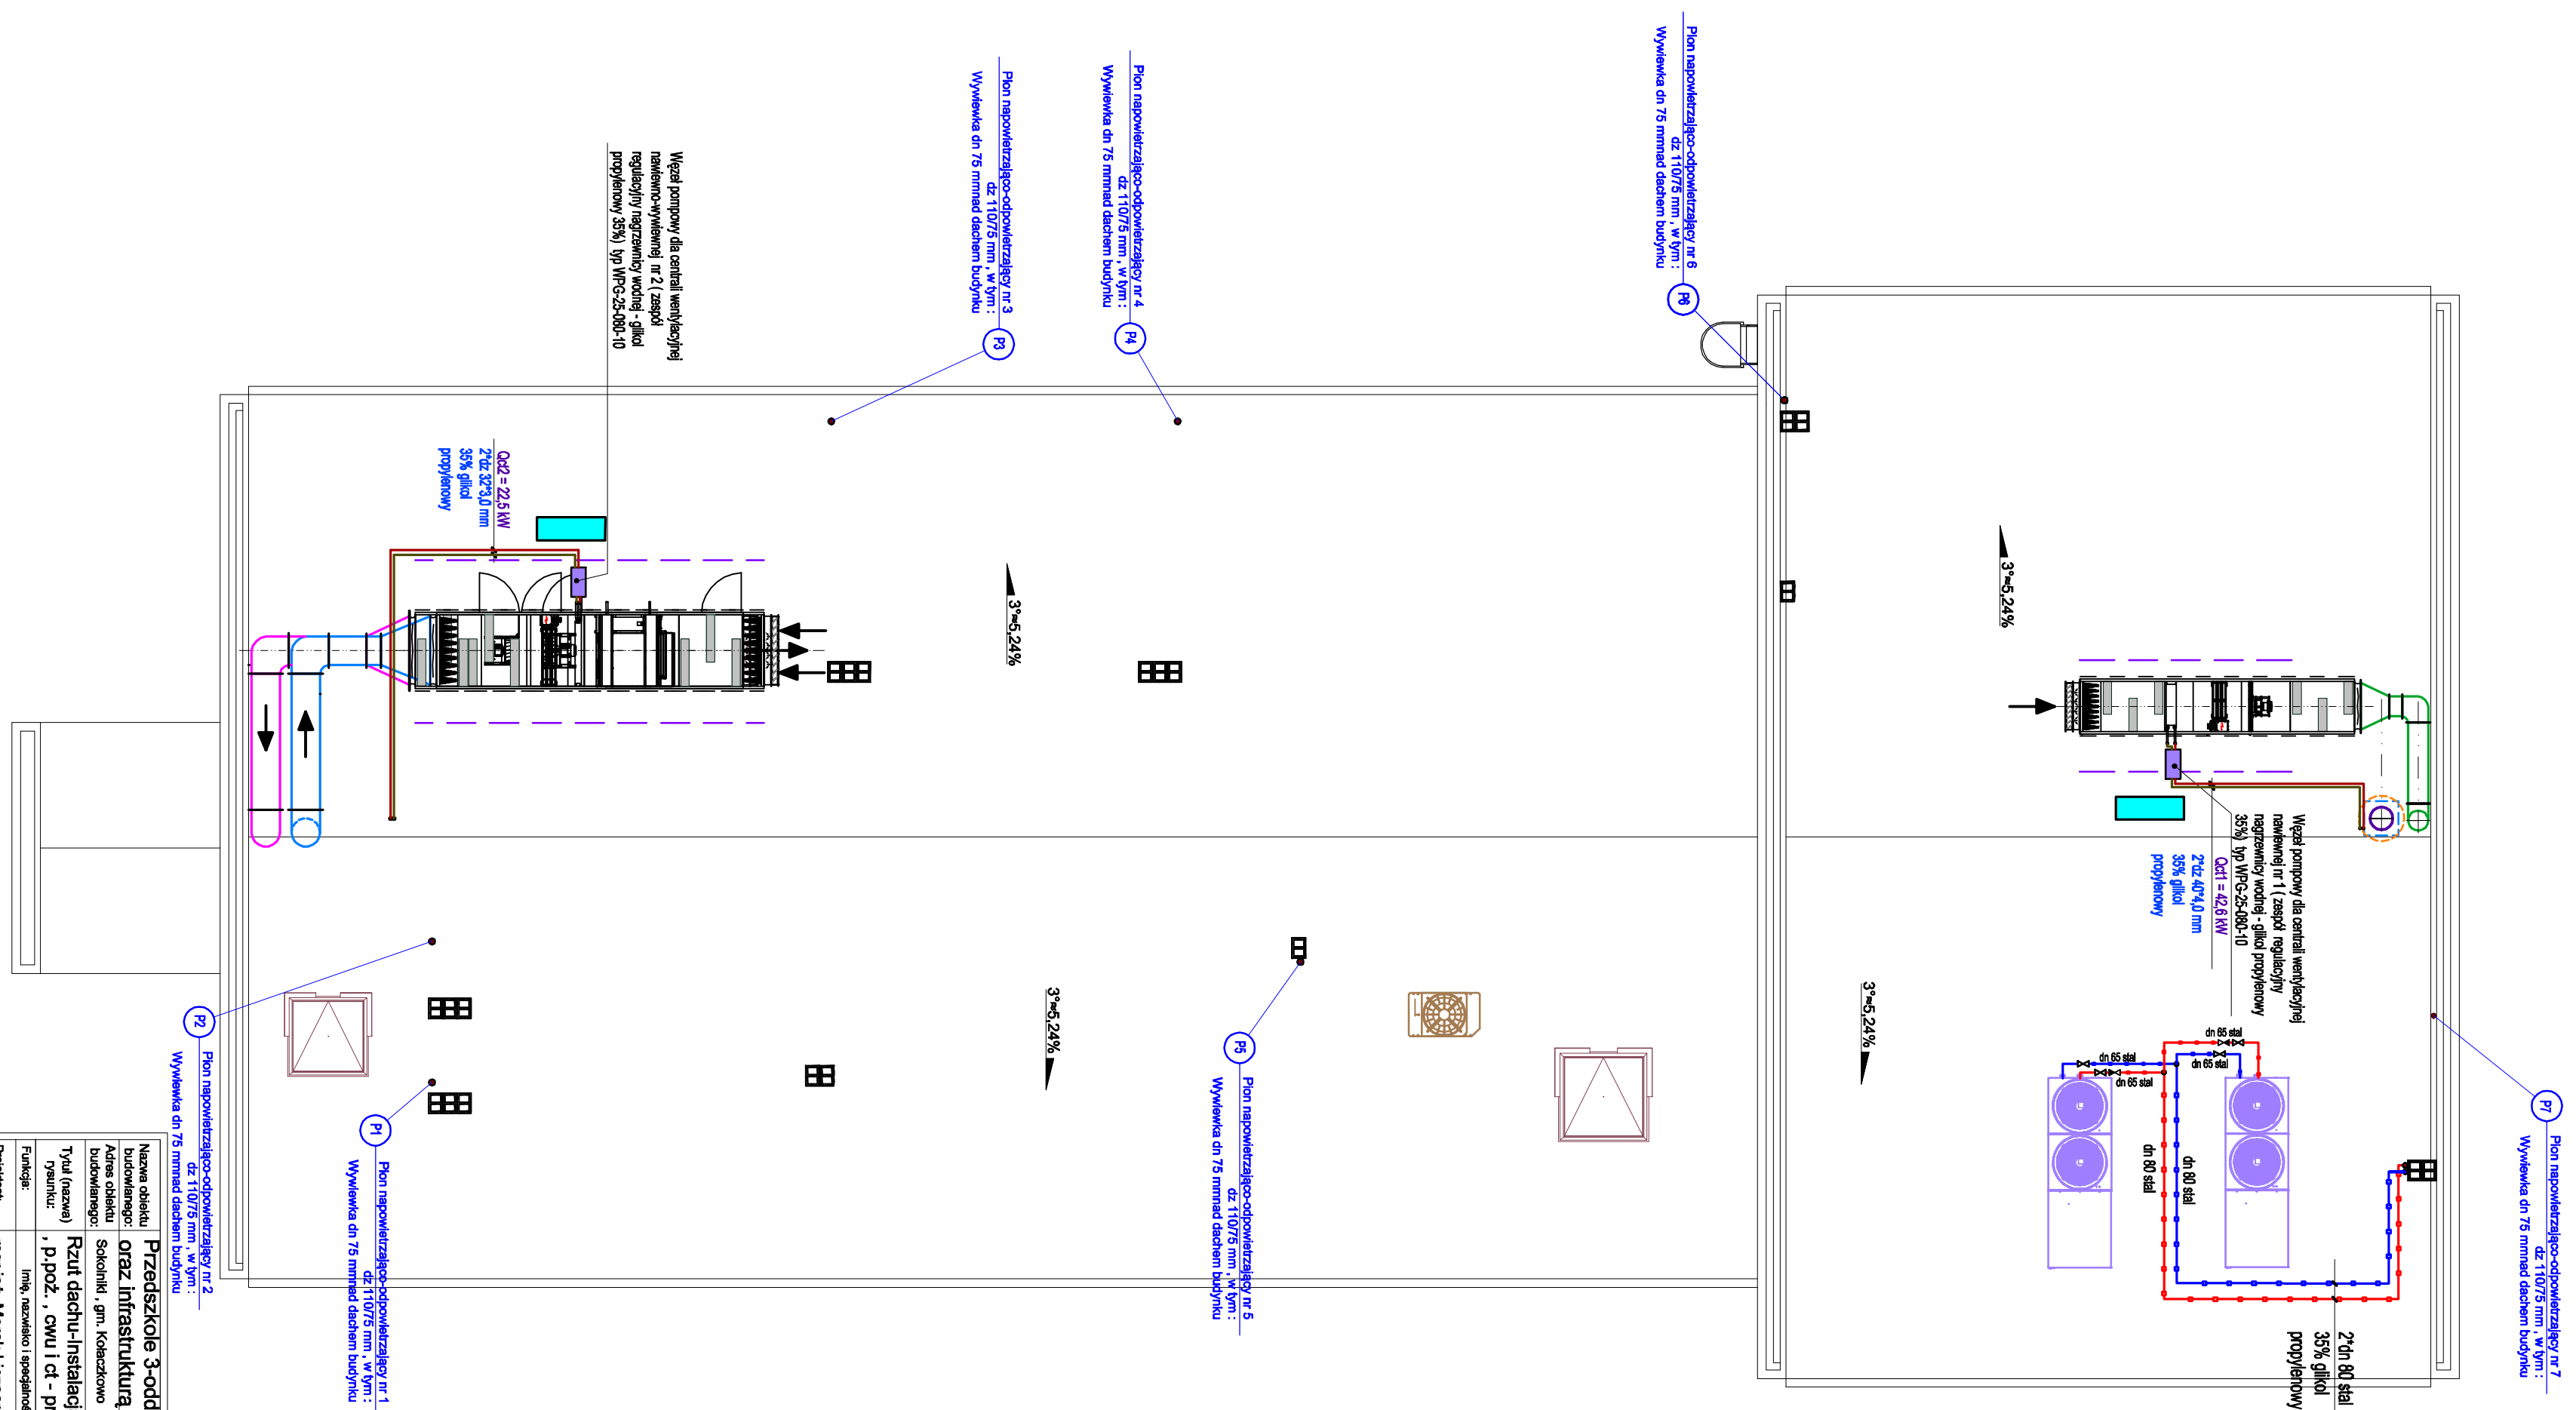 Pion napowietrzająco-odpowietrzający nr 6
dz 110/75 mm , w tym :
Wywiewka dn 75 mmnad dachem budynku
P6
Pion napowietrzająco-odpowietrzający nr 4
dz 110/75 mm , w tym :
Wywiewka dn 75 mmnad dachem budynku
P4
Pion napowietrzająco-odpowietrzający nr 3
dz 110/75 mm , w tym :
Wywiewka dn 75 mmnad dachem budynku
P3
Węzeł pompowy dla centrali wentylacyjnej
nawiewno-wywiewnej nr 2 ( zespół
regulacyjny nagrzewnicy wodnej - glikol
propylenowy 35%) typ WPG-25-080-10
Qct2 = 22,5 kW
2*dz 32*3,0 mm
35% glikol
propylenowy
3°≈5,24%
3°≈5,24%
Węzeł pompowy dla centrali wentylacyjnej
nawiewnej nr 1 ( zespół regulacyjny
nagrzewnicy wodnej - glikol propylenowy
35%) typ WPG-25-080-10
Qct1 = 42,6 kW
2*dz 40*4,0 mm
35% glikol
propylenowy
3°≈5,24%
3°≈5,24%
dn 65 stal
dn 65 stal
dn 65 stal
dn 65 stal
dn 80 stal
dn 80 stal
2*dn 80 stal
35% glikol
propylenowy
P7
Pion napowietrzająco-odpowietrzający nr 7
dz 110/75 mm , w tym :
Wywiewka dn 75 mmnad dachem budynku
P5
Pion napowietrzająco-odpowietrzający nr 5
dz 110/75 mm , w tym :
Wywiewka dn 75 mmnad dachem budynku
P1
Pion napowietrzająco-odpowietrzający nr 1
dz 110/75 mm , w tym :
Wywiewka dn 75 mmnad dachem budynku
P2
Pion napowietrzająco-odpowietrzający nr 2
dz 110/75 mm , w tym :
Wywiewka dn 75 mmnad dachem budynku
Nazwa obiektu
budowlanego:
Przedszkole 3-odd
oraz infrastrukturą
Adres obiektu
budowlanego:
Sokolniki , gm. Kołaczkowo
Tytuł (nazwa)
rysunku:
Rzut dachu-Instalacj
, p.poż. , cwu i ct - pr
Funkcja:
Imię, nazwisko i specjalnoś